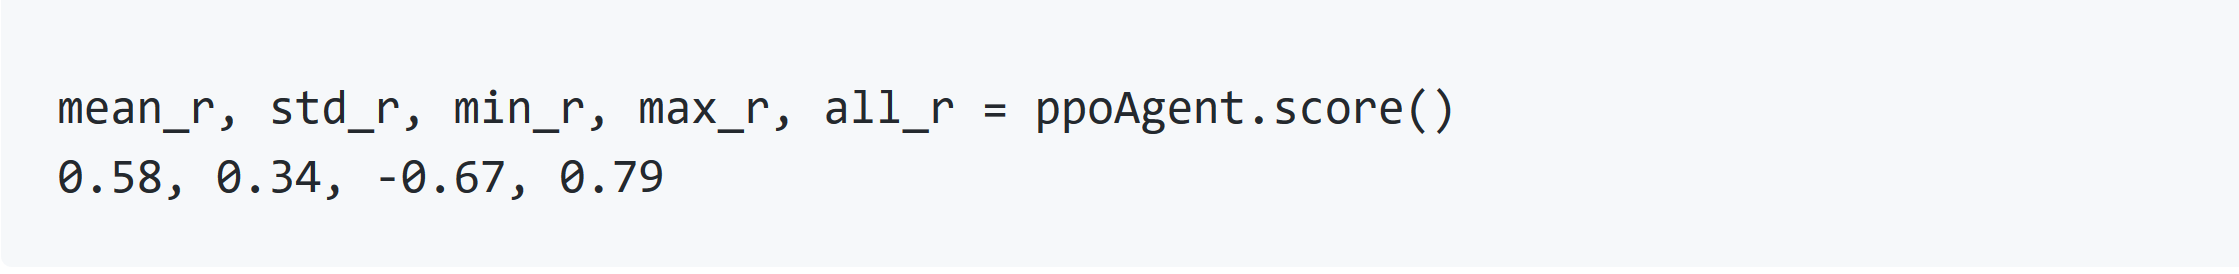 mean_r, std_r, min_r, max_r, all_r = ppoAgent.score()
0.58, 0.34, -0.67, 0.79